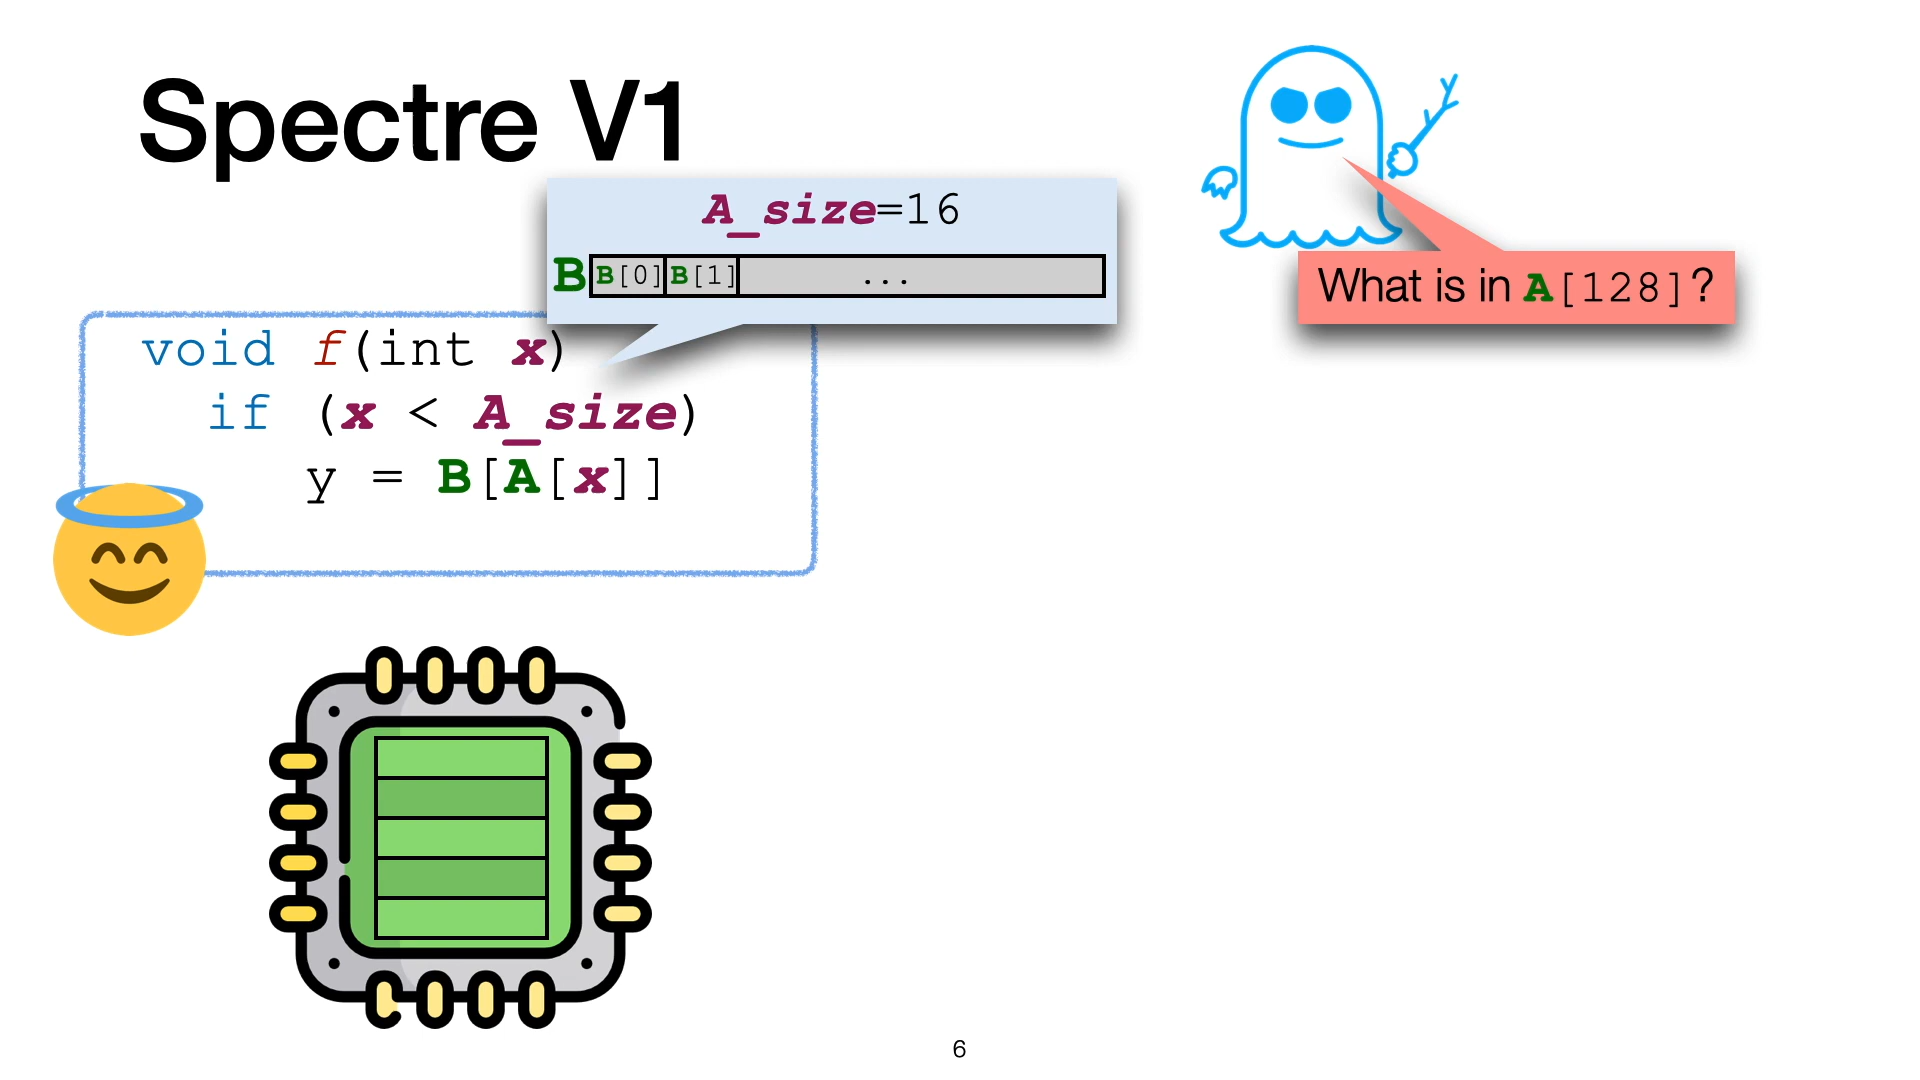 Spectre V1
A_size=16
B B[0] B[1] ...
What is in A[128]?
void f(int x)
if (x < A_size)
y = B[A[x]]
6